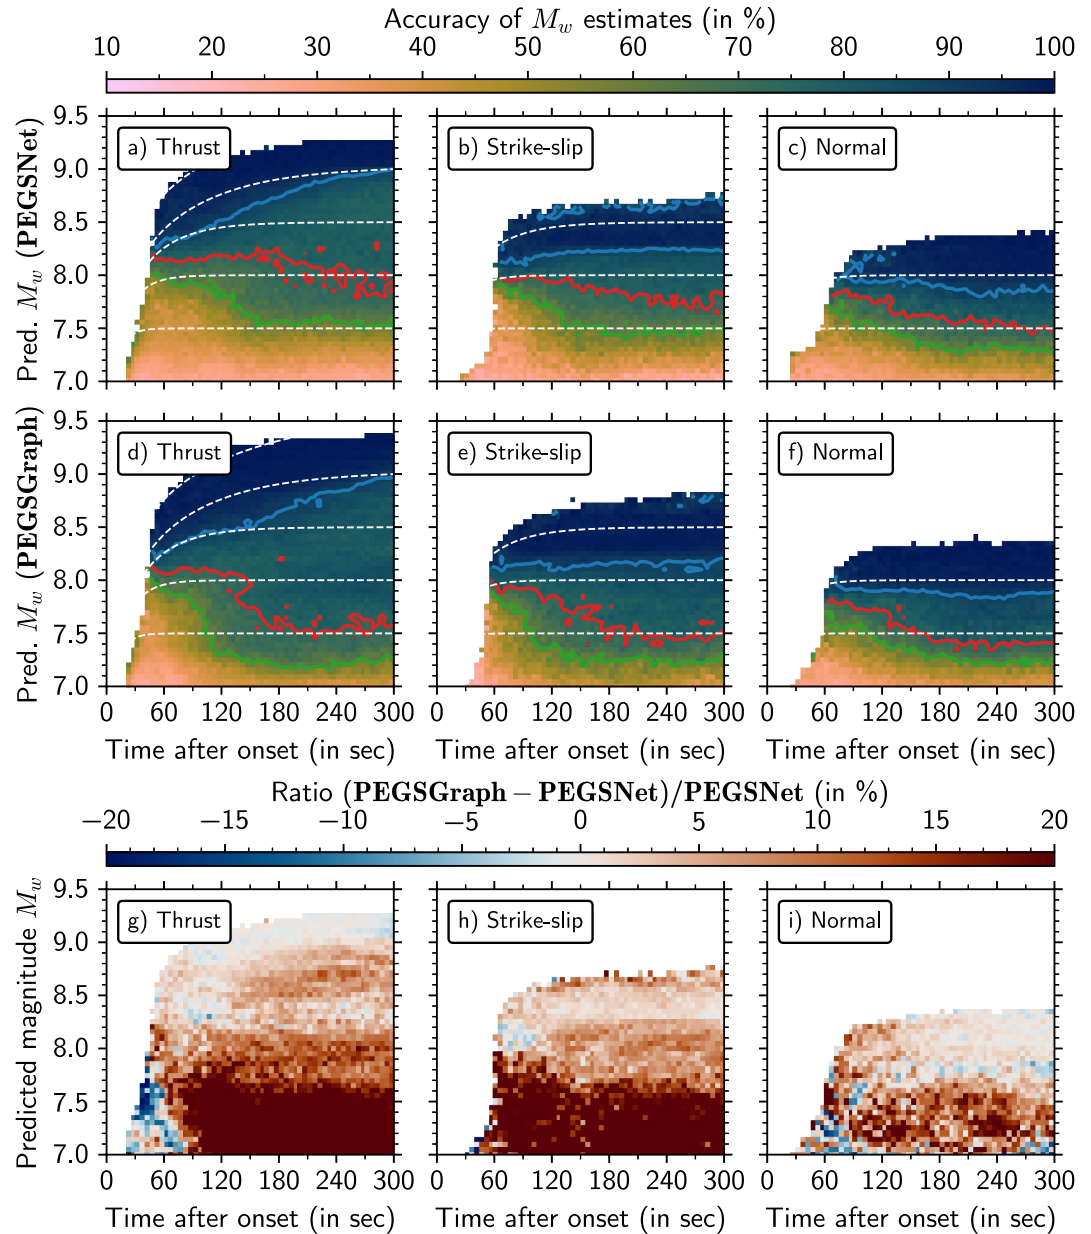 Accuracy of M_w estimates (in %)
10 20 30 40 50 60 70 80 90 100
Pred. M_w (PEGSNet)
9.5
9.0
8.5
8.0
7.5
7.0
a) Thrust
b) Strike-slip
c) Normal
Pred. M_w (PEGSGraph)
9.5
9.0
8.5
8.0
7.5
7.0
d) Thrust
e) Strike-slip
f) Normal
0 60 120 180 240 300 0 60 120 180 240 300 0 60 120 180 240 300
Time after onset (in sec) Time after onset (in sec) Time after onset (in sec)
Ratio (PEGSGraph − PEGSNet)/PEGSNet (in %)
−20 −15 −10 −5 0 5 10 15 20
Predicted magnitude M_w
9.5
9.0
8.5
8.0
7.5
7.0
g) Thrust
h) Strike-slip
i) Normal
0 60 120 180 240 300 0 60 120 180 240 300 0 60 120 180 240 300
Time after onset (in sec) Time after onset (in sec) Time after onset (in sec)